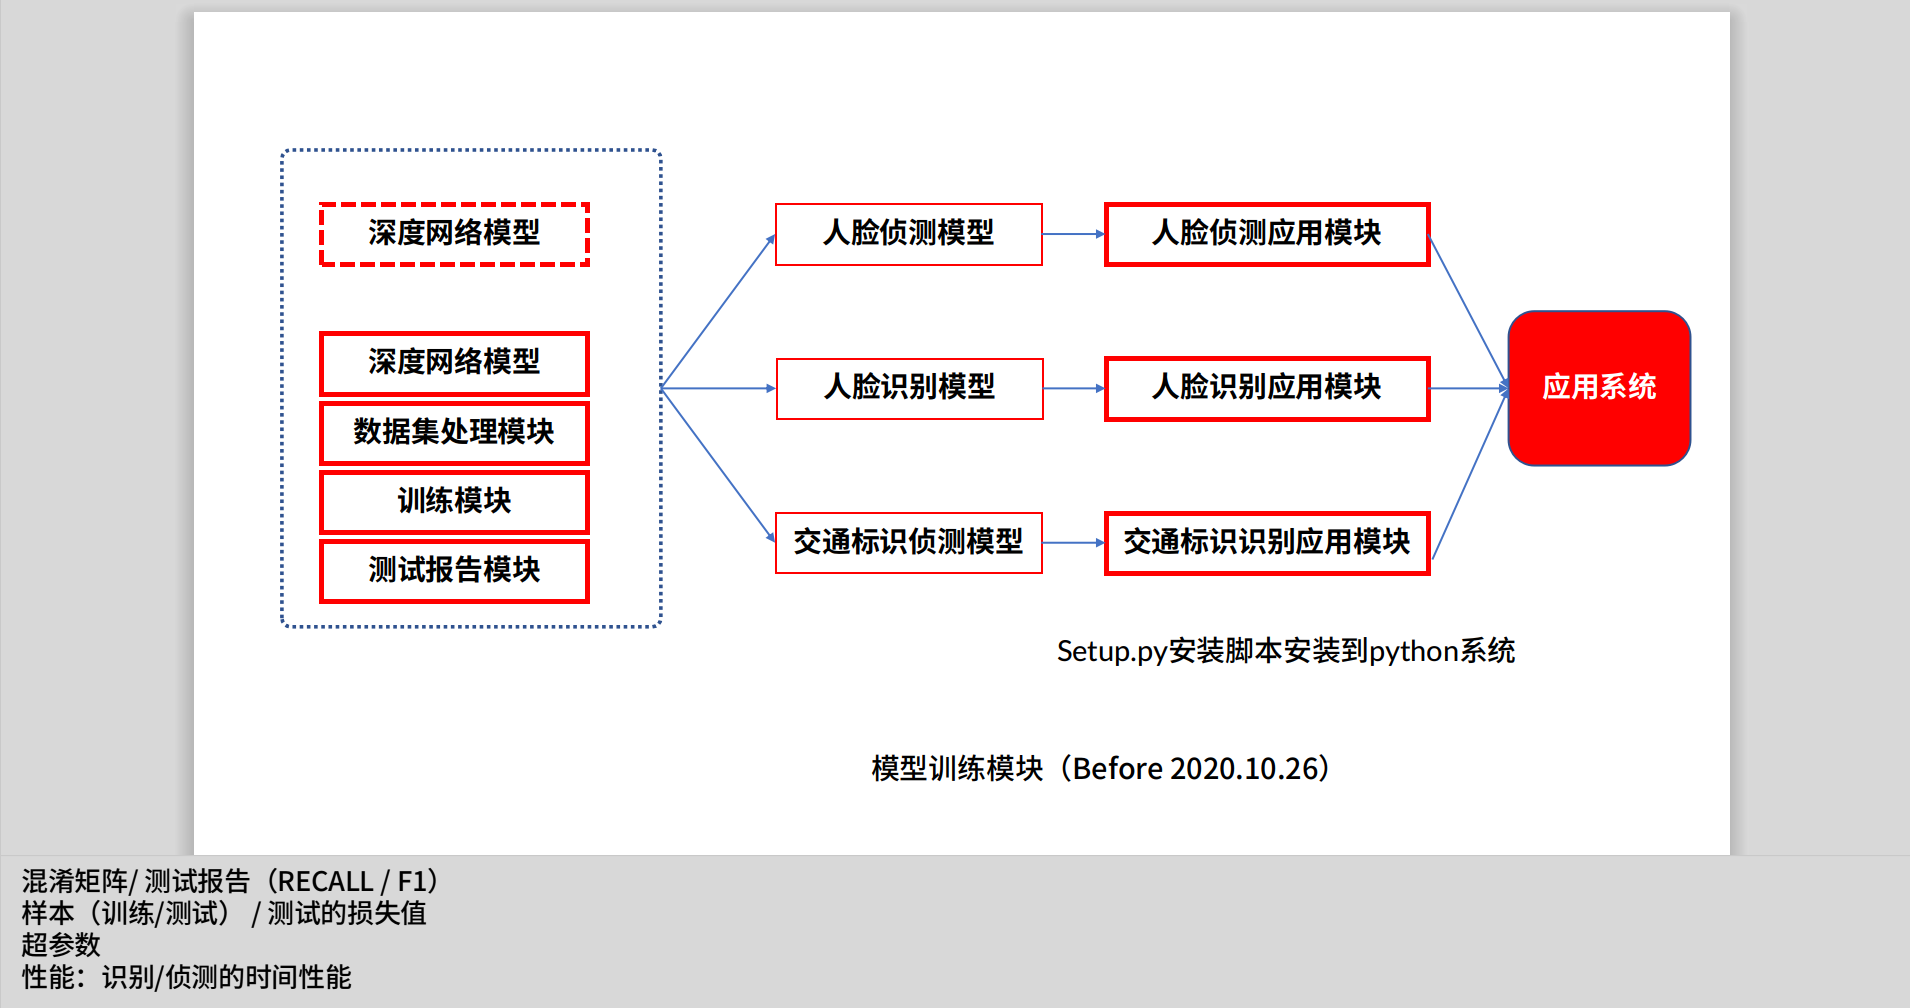 深度网络模型
深度网络模型
数据集处理模块
训练模块
测试报告模块
人脸侦测模型
人脸侦测应用模块
人脸识别模型
人脸识别应用模块
交通标识侦测模型
交通标识识别应用模块
应用系统
Setup.py安装脚本安装到python系统
模型训练模块（Before 2020.10.26）
混淆矩阵/ 测试报告（RECALL / F1）
样本（训练/测试） / 测试的损失值
超参数
性能：识别/侦测的时间性能